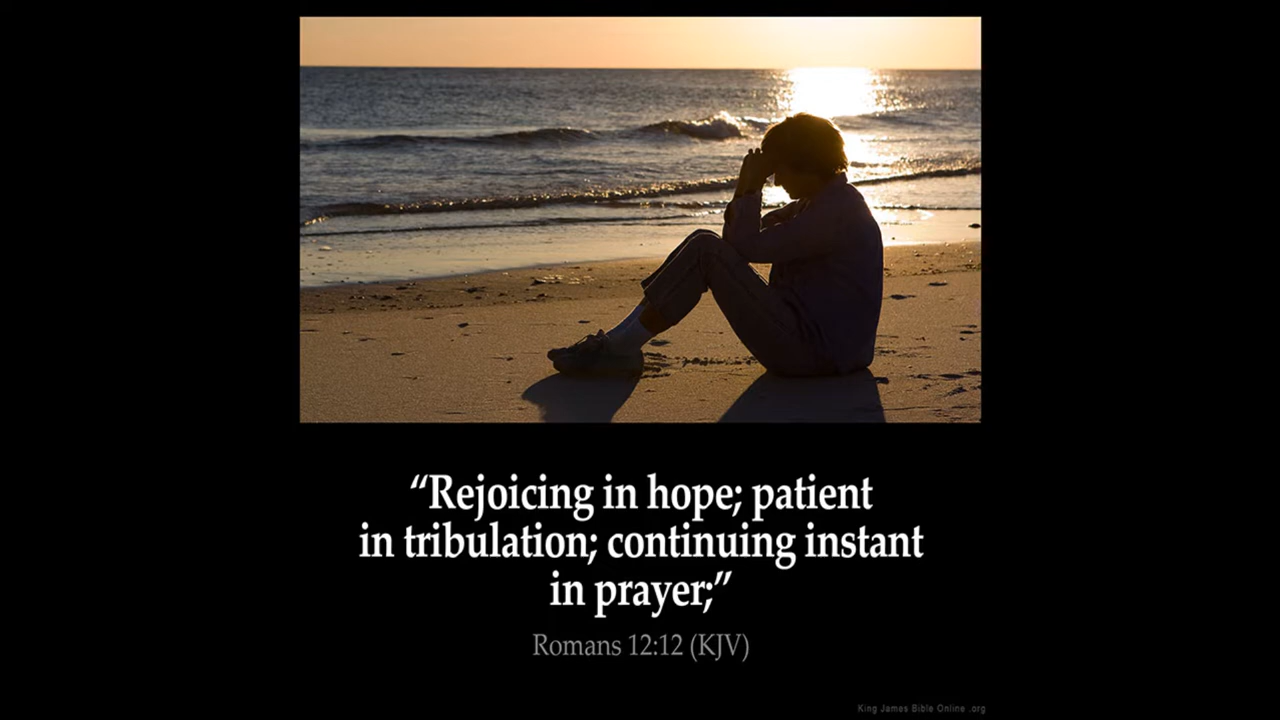 “Rejoicing in hope; patient
in tribulation; continuing instant
in prayer;”
Romans 12:12 (KJV)
King James Bible Online .org